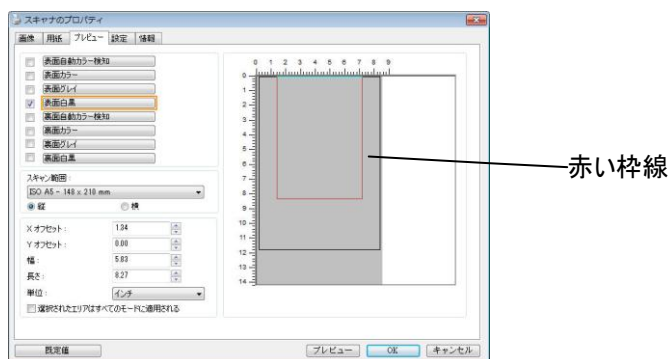 スキャナのプロパティ
画像 用紙 プレビュー 設定 情報
表面自動カラー検知
表面カラー
表面グレイ
表面白黒
裏面自動カラー検知
裏面カラー
裏面グレイ
裏面白黒
スキャン範囲:
ISO A5 - 148 x 210 mm
縦 横
Xオフセット: 1.34
Yオフセット: 0.00
幅: 5.83
長さ: 8.27
単位: インチ
選択されたエリアはすべてのモードに適用される
0 1 2 3 4 5 6 7 8 9
0
1
2
3
4
5
6
7
8
9
10
11
12
13
14
赤い枠線
既定値 プレビュー OK キャンセル